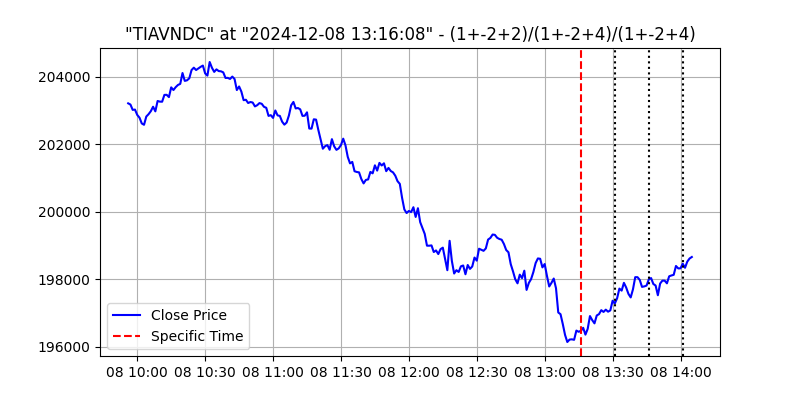 "TIAVNDC" at "2024-12-08 13:16:08" - (1+-2+2)/(1+-2+4)/(1+-2+4)
204000
202000
200000
198000
196000
Close Price
Specific Time
08 10:00 08 10:30 08 11:00 08 11:30 08 12:00 08 12:30 08 13:00 08 13:30 08 14:00